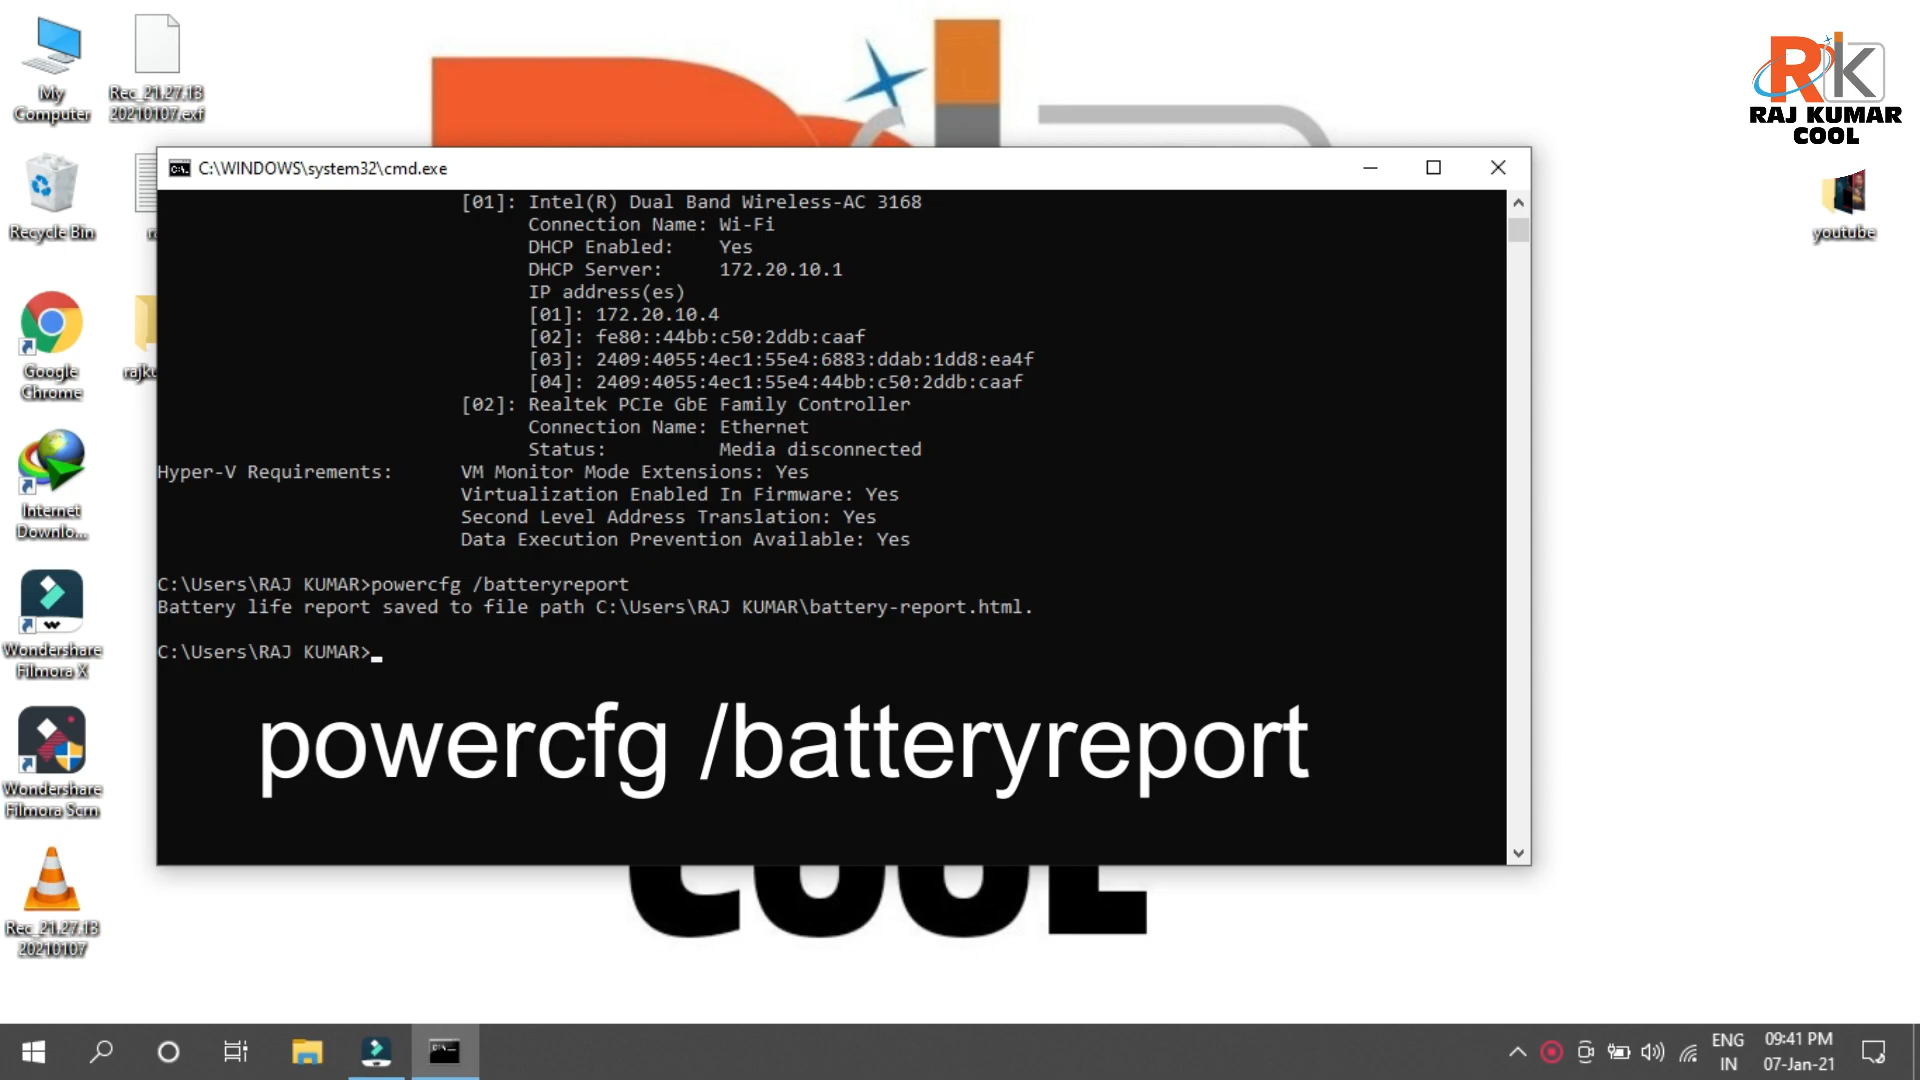 My
Computer
Rec_21.27.13
20210107.exf
RK
RAJ KUMAR
COOL
Recycle Bin
youtube
Google
Chrome
rajku
Internet
Downlo...
Wondershare
Filmora X
Wondershare
Filmora Scrn
Rec_21.27.13
20210107
C:\WINDOWS\system32\cmd.exe
[01]: Intel(R) Dual Band Wireless-AC 3168
Connection Name: Wi-Fi
DHCP Enabled: Yes
DHCP Server: 172.20.10.1
IP address(es)
[01]: 172.20.10.4
[02]: fe80::44bb:c50:2ddb:caaf
[03]: 2409:4055:4ec1:55e4:6883:ddab:1dd8:ea4f
[04]: 2409:4055:4ec1:55e4:44bb:c50:2ddb:caaf
[02]: Realtek PCIe GbE Family Controller
Connection Name: Ethernet
Status: Media disconnected
Hyper-V Requirements: VM Monitor Mode Extensions: Yes
Virtualization Enabled In Firmware: Yes
Second Level Address Translation: Yes
Data Execution Prevention Available: Yes
C:\Users\RAJ KUMAR>powercfg /batteryreport
Battery life report saved to file path C:\Users\RAJ KUMAR\battery-report.html.
C:\Users\RAJ KUMAR>
powercfg /batteryreport
COOL
ENG
IN
09:41 PM
07-Jan-21